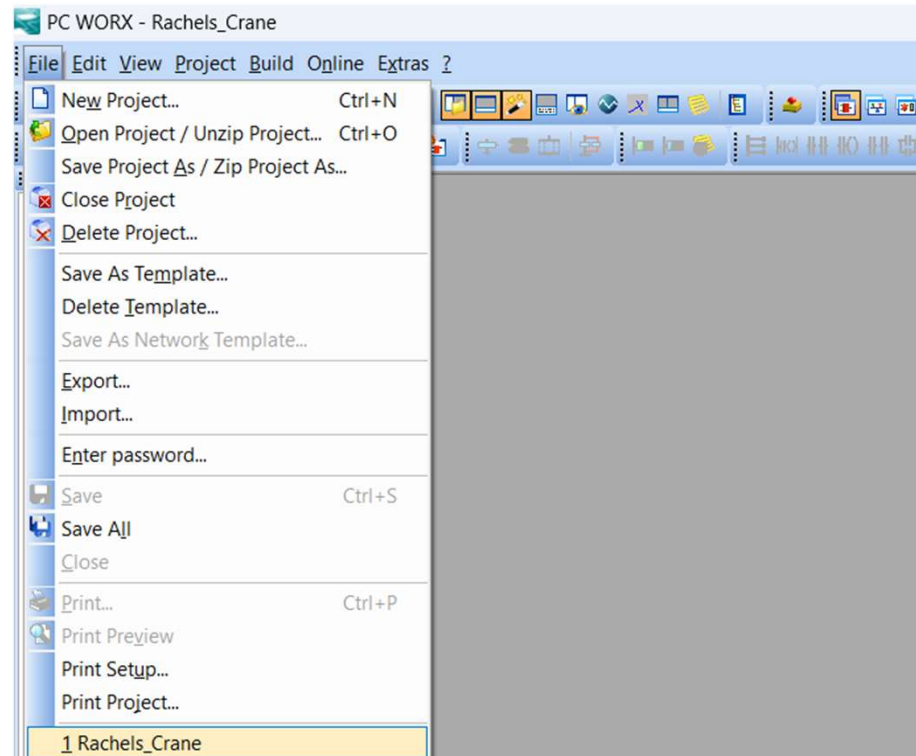 PC WORX - Rachels_Crane
File Edit View Project Build Online Extras ?
New Project... Ctrl+N
Open Project / Unzip Project... Ctrl+O
Save Project As / Zip Project As...
Close Project
Delete Project...
Save As Template...
Delete Template...
Save As Network Template...
Export...
Import...
Enter password...
Save Ctrl+S
Save All
Close
Print... Ctrl+P
Print Preview
Print Setup...
Print Project...
1 Rachels_Crane